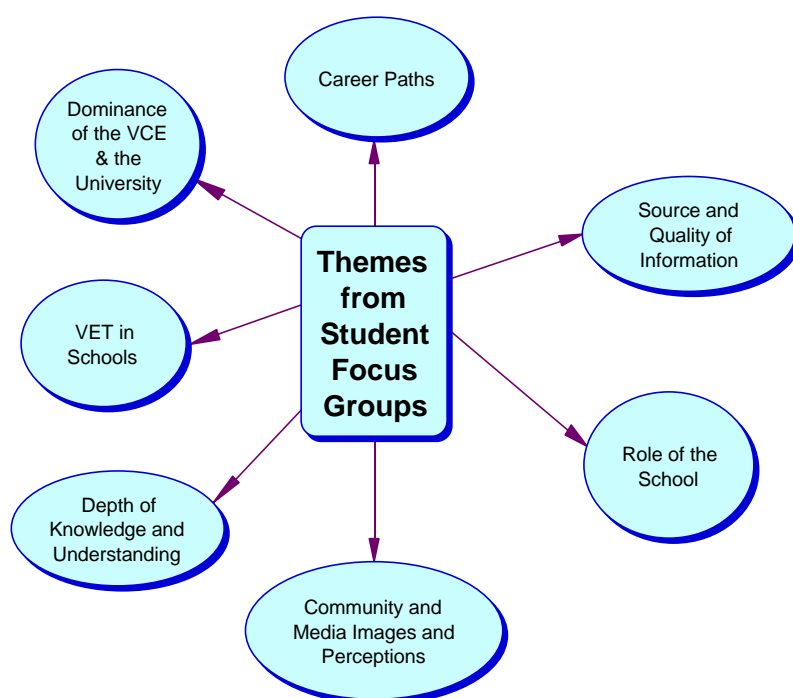 Career Paths
Dominance
of the VCE
& the
University
Source and
Quality of
Information
Themes
from
Student
Focus
Groups
VET in
Schools
Role of the
School
Depth of
Knowledge and
Understanding
Community and
Media Images and
Perceptions